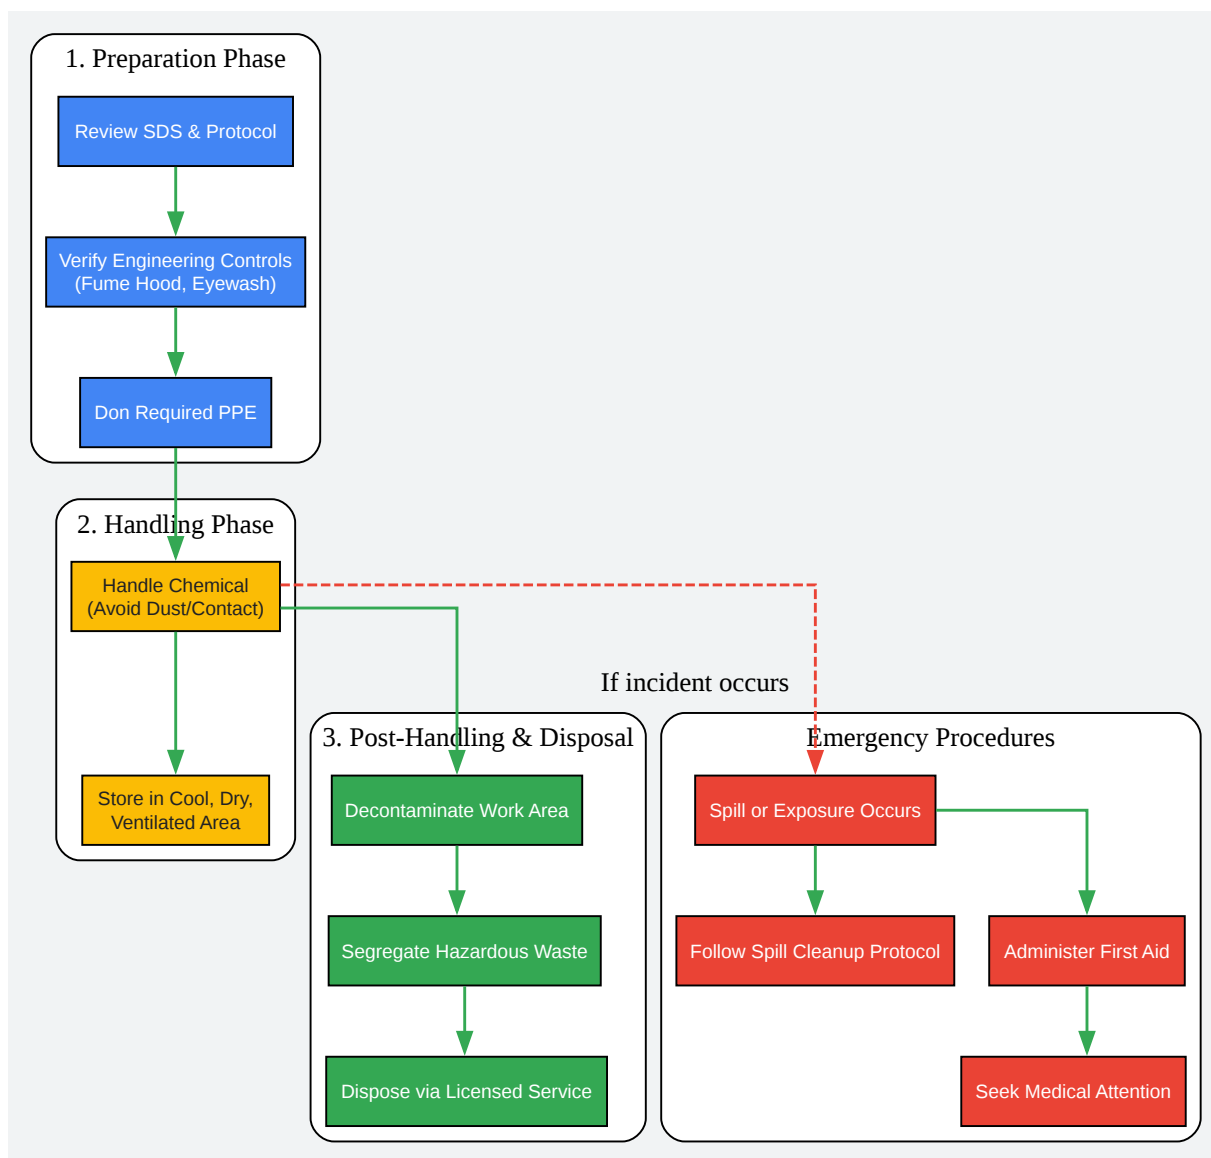 1. Preparation Phase
Review SDS & Protocol
Verify Engineering Controls
(Fume Hood, Eyewash)
Don Required PPE
2. Handling Phase
Handle Chemical
(Avoid Dust/Contact)
Store in Cool, Dry,
Ventilated Area
If incident occurs
3. Post-Handling & Disposal
Decontaminate Work Area
Segregate Hazardous Waste
Dispose via Licensed Service
Emergency Procedures
Spill or Exposure Occurs
Follow Spill Cleanup Protocol
Administer First Aid
Seek Medical Attention